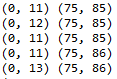 (0, 11) (75, 85)
(0, 12) (75, 85)
(0, 11) (75, 85)
(0, 11) (75, 86)
(0, 13) (75, 86)